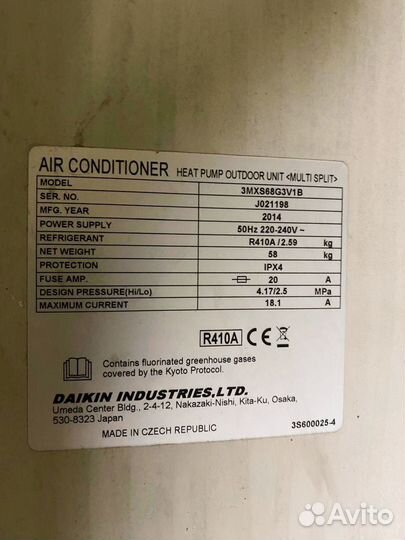 AIR CONDITIONER HEAT PUMP OUTDOOR UNIT <MULTI SPLIT>
MODEL 3MXS68G3V1B
SER. NO. J021198
MFG. YEAR 2014
POWER SUPPLY 50Hz 220-240V ~
REFRIGERANT R410A / 2.59 kg
NET WEIGHT 58 kg
PROTECTION IPX4
FUSE AMP. 20 A
DESIGN PRESSURE(Hi/Lo) 4.17/2.5 MPa
MAXIMUM CURRENT 18.1 A
R410A CE
Contains fluorinated greenhouse gases
covered by the Kyoto Protocol.
DAIKIN INDUSTRIES,LTD.
Umeda Center Bldg., 2-4-12, Nakazaki-Nishi, Kita-Ku, Osaka,
530-8323 Japan
MADE IN CZECH REPUBLIC 3S600025-4
Avito